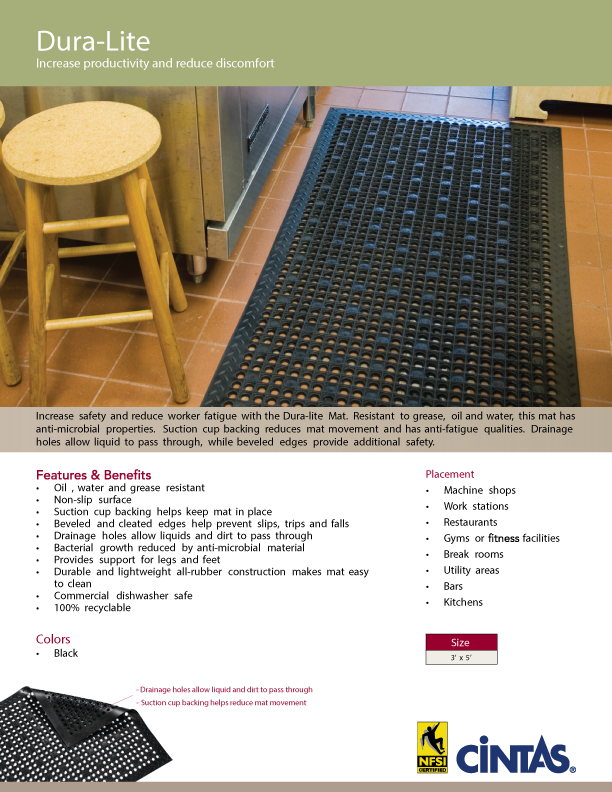 Dura-Lite
Increase productivity and reduce discomfort
Increase safety and reduce worker fatigue with the Dura-lite Mat. Resistant to grease, oil and water, this mat has
anti-microbial properties. Suction cup backing reduces mat movement and has anti-fatigue qualities. Drainage
holes allow liquid to pass through, while beveled edges provide additional safety.
Features & Benefits
• Oil , water and grease resistant
• Non-slip surface
• Suction cup backing helps keep mat in place
• Beveled and cleated edges help prevent slips, trips and falls
• Drainage holes allow liquids and dirt to pass through
• Bacterial growth reduced by anti-microbial material
• Provides support for legs and feet
• Durable and lightweight all-rubber construction makes mat easy
to clean
• Commercial dishwasher safe
• 100% recyclable
Colors
• Black
Placement
• Machine shops
• Work stations
• Restaurants
• Gyms or fitness facilities
• Break rooms
• Utility areas
• Bars
• Kitchens
Size
3' x 5'
- Drainage holes allow liquid and dirt to pass through
- Suction cup backing helps reduce mat movement
NFSI
CERTIFIED
CINTAS®